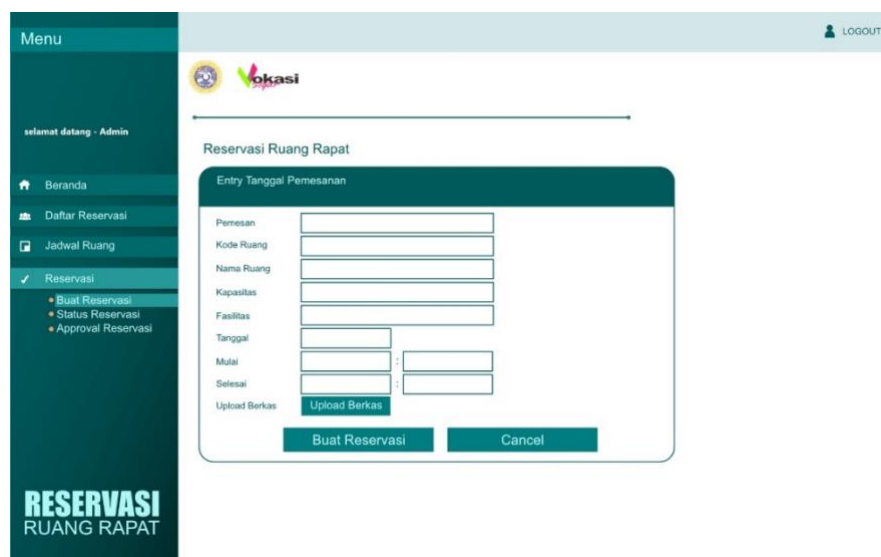 Menu
LOGOUT
Vokasi
selamat datang - Admin
Reservasi Ruang Rapat
Entry Tanggal Pemesanan
Beranda
Daftar Reservasi
Jadwal Ruang
Reservasi
Buat Reservasi
Status Reservasi
Approval Reservasi
Pemesan
Kode Ruang
Nama Ruang
Kapasitas
Fasilitas
Tanggal
Mulai :
Selesai :
Upload Berkas Upload Berkas
Buat Reservasi Cancel
RESERVASI
RUANG RAPAT